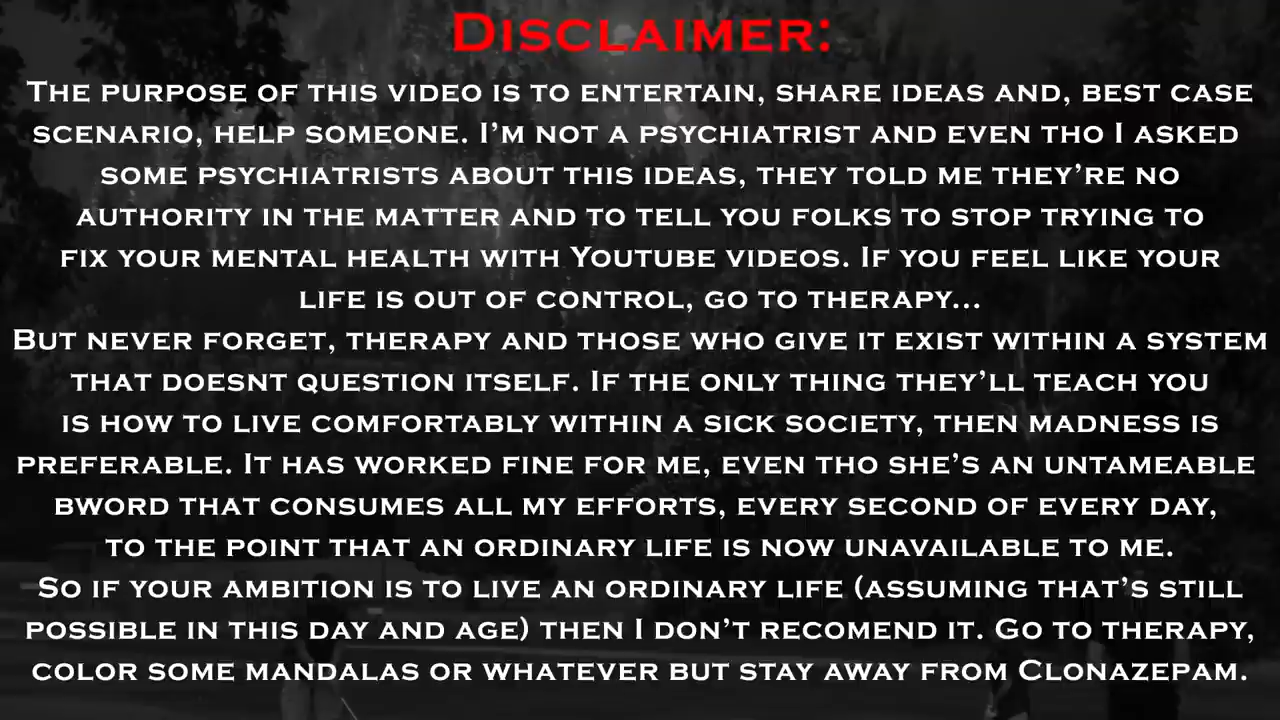 Disclaimer:
The purpose of this video is to entertain, share ideas and, best case
scenario, help someone. I'm not a psychiatrist and even tho I asked
some psychiatrists about this ideas, they told me they're no
authority in the matter and to tell you folks to stop trying to
fix your mental health with Youtube videos. If you feel like your
life is out of control, go to therapy...
But never forget, therapy and those who give it exist within a system
that doesnt question itself. If the only thing they'll teach you
is how to live comfortably within a sick society, then madness is
preferable. It has worked fine for me, even tho she's an untameable
bword that consumes all my efforts, every second of every day,
to the point that an ordinary life is now unavailable to me.
So if your ambition is to live an ordinary life (assuming that's still
possible in this day and age) then I don't recomend it. Go to therapy,
color some mandalas or whatever but stay away from Clonazepam.